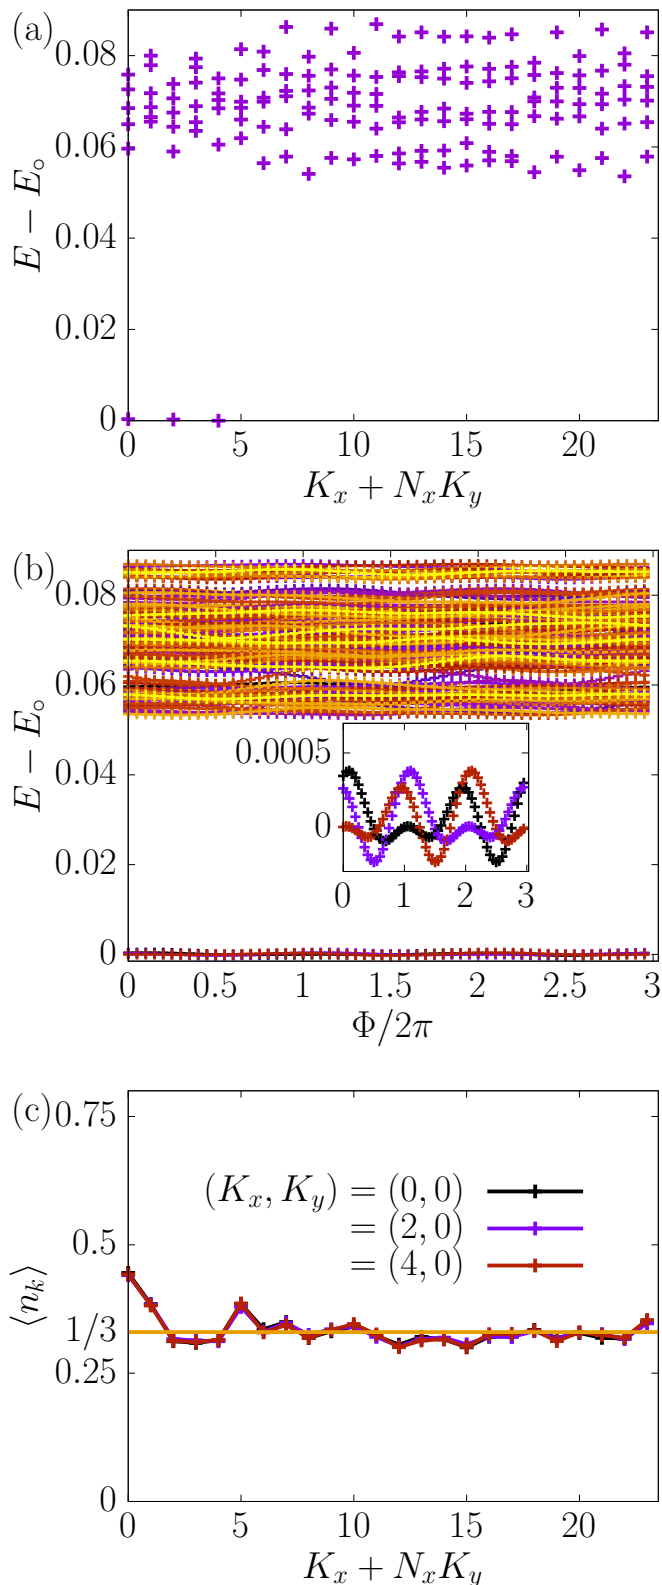 (a)
0.08
0.06
0.04
0.02
0
E − E∘
0 5 10 15 20
K_x + N_xK_y
(b)
0.08
0.06
0.04
0.02
0
E − E∘
0.0005
0
0 1 2 3
0 0.5 1 1.5 2 2.5 3
Φ/2π
(c)
0.75
0.5
1/3
0.25
0
⟨n_k⟩
(K_x, K_y) = (0, 0)
= (2, 0)
= (4, 0)
0 5 10 15 20
K_x + N_xK_y